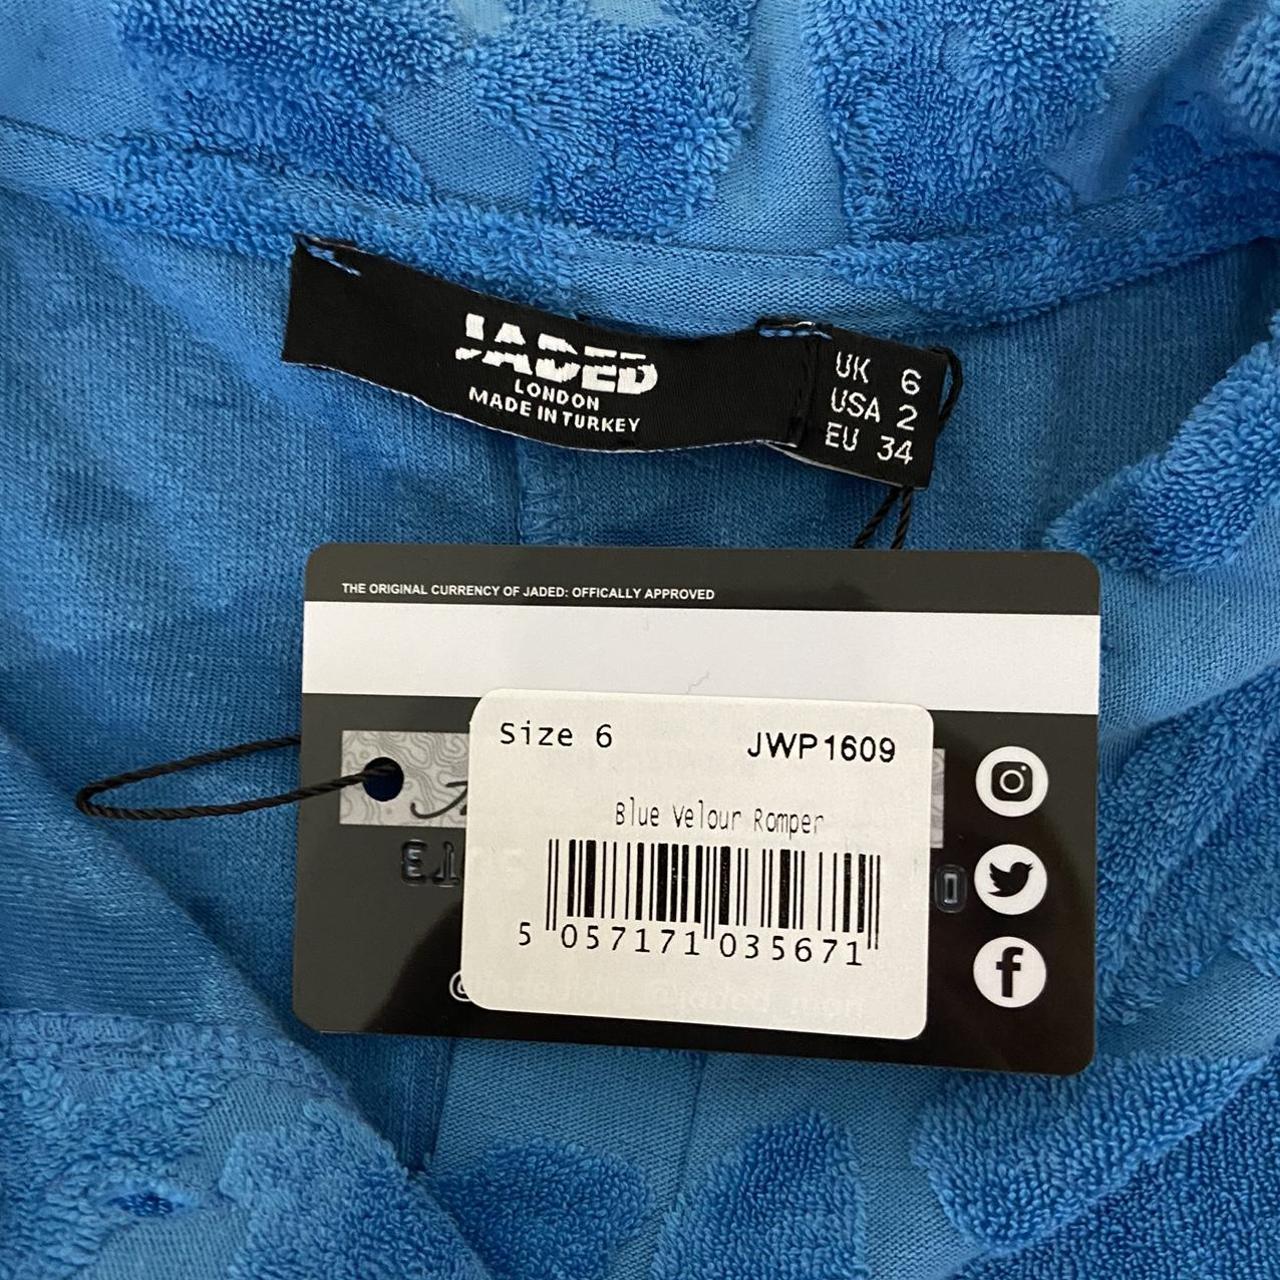 JADED
LONDON
MADE IN TURKEY
UK 6
USA 2
EU 34
THE ORIGINAL CURRENCY OF JADED: OFFICALLY APPROVED
Size 6 JWP1609
Blue Velour Romper
5 057171 035671